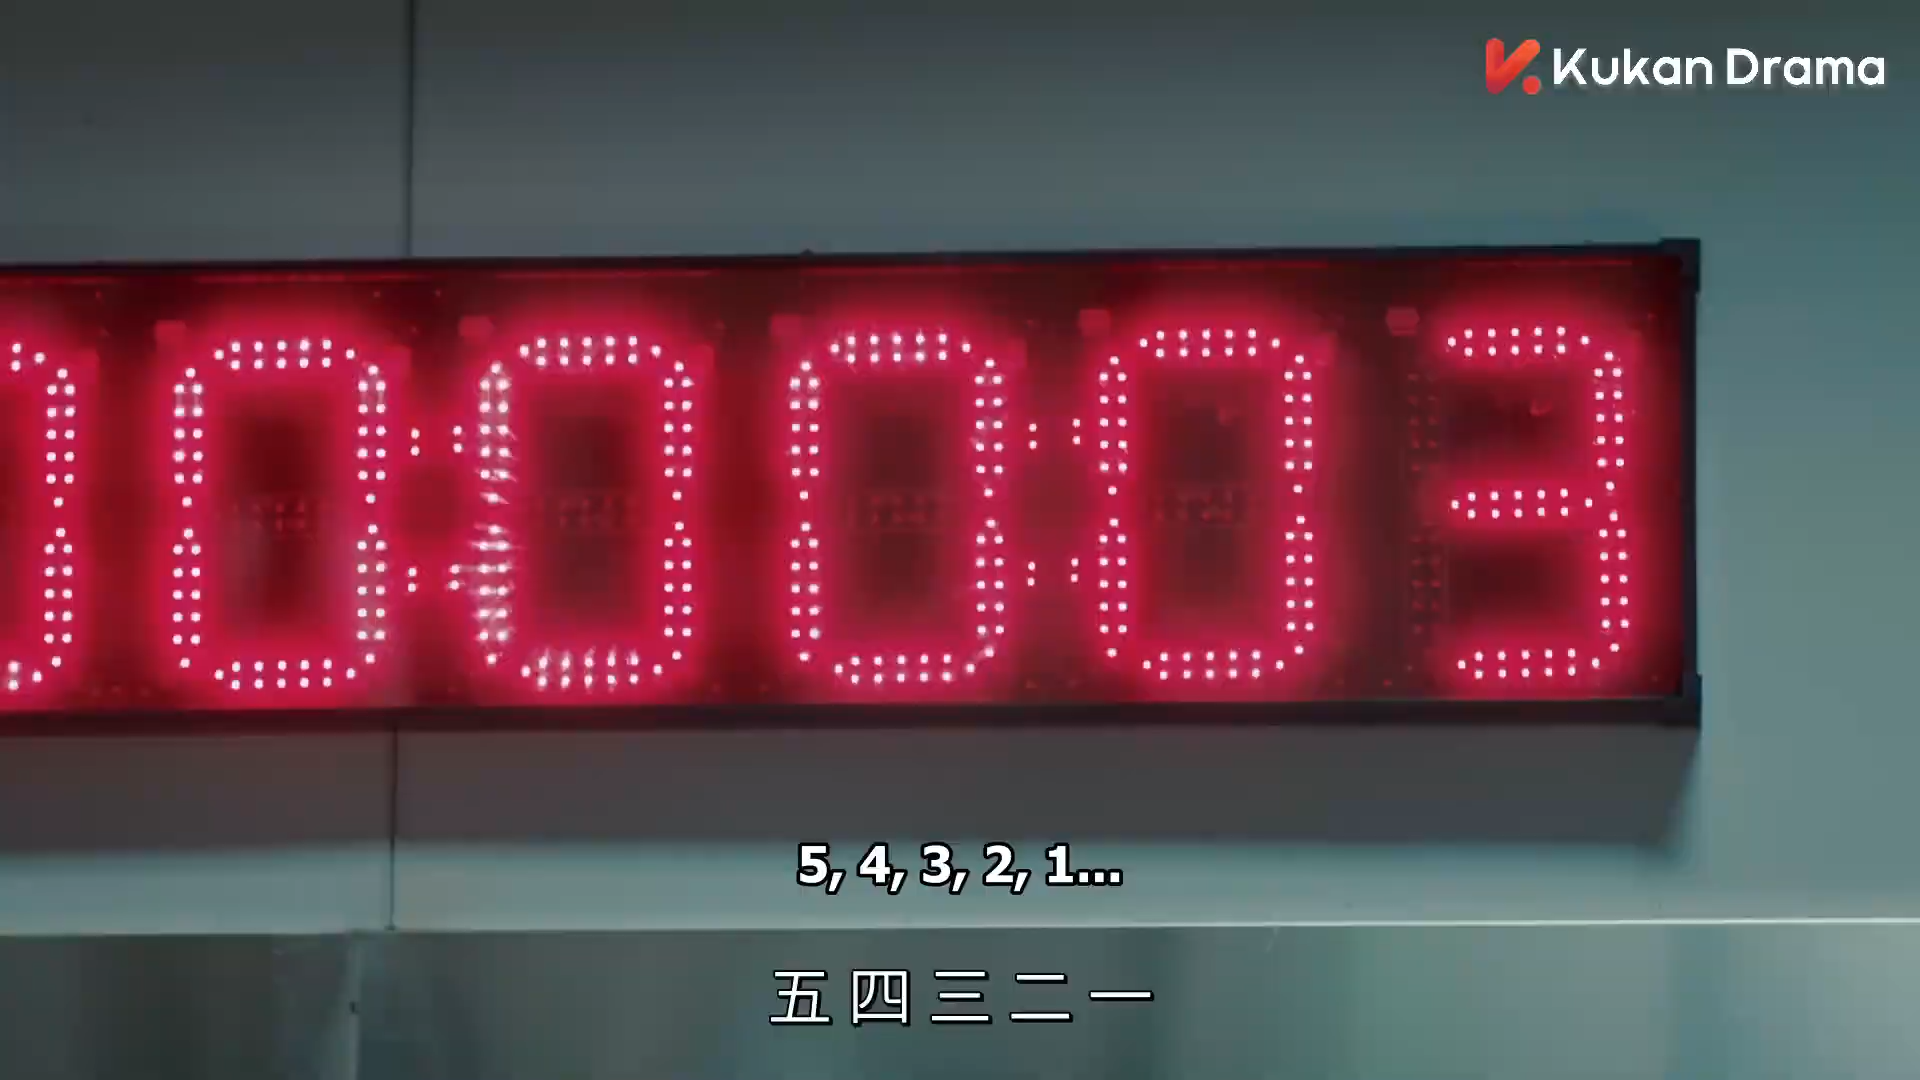 Kukan Drama
00:00:03
5, 4, 3, 2, 1...
五 四 三 二 一